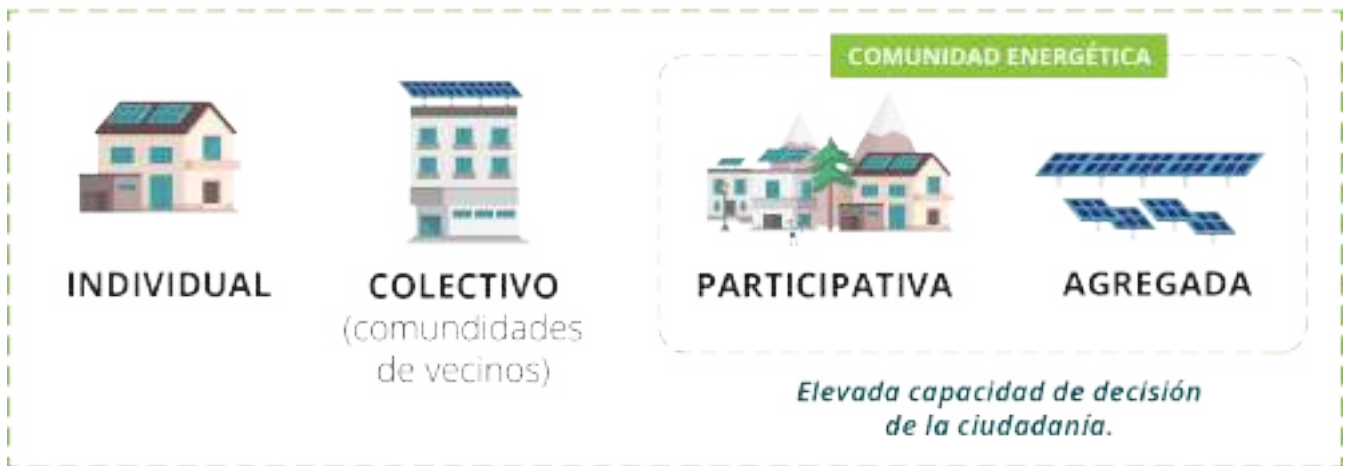 COMUNIDAD ENERGÉTICA
INDIVIDUAL
COLECTIVO
(comundidades
de vecinos)
PARTICIPATIVA
AGREGADA
Elevada capacidad de decisión
de la ciudadanía.